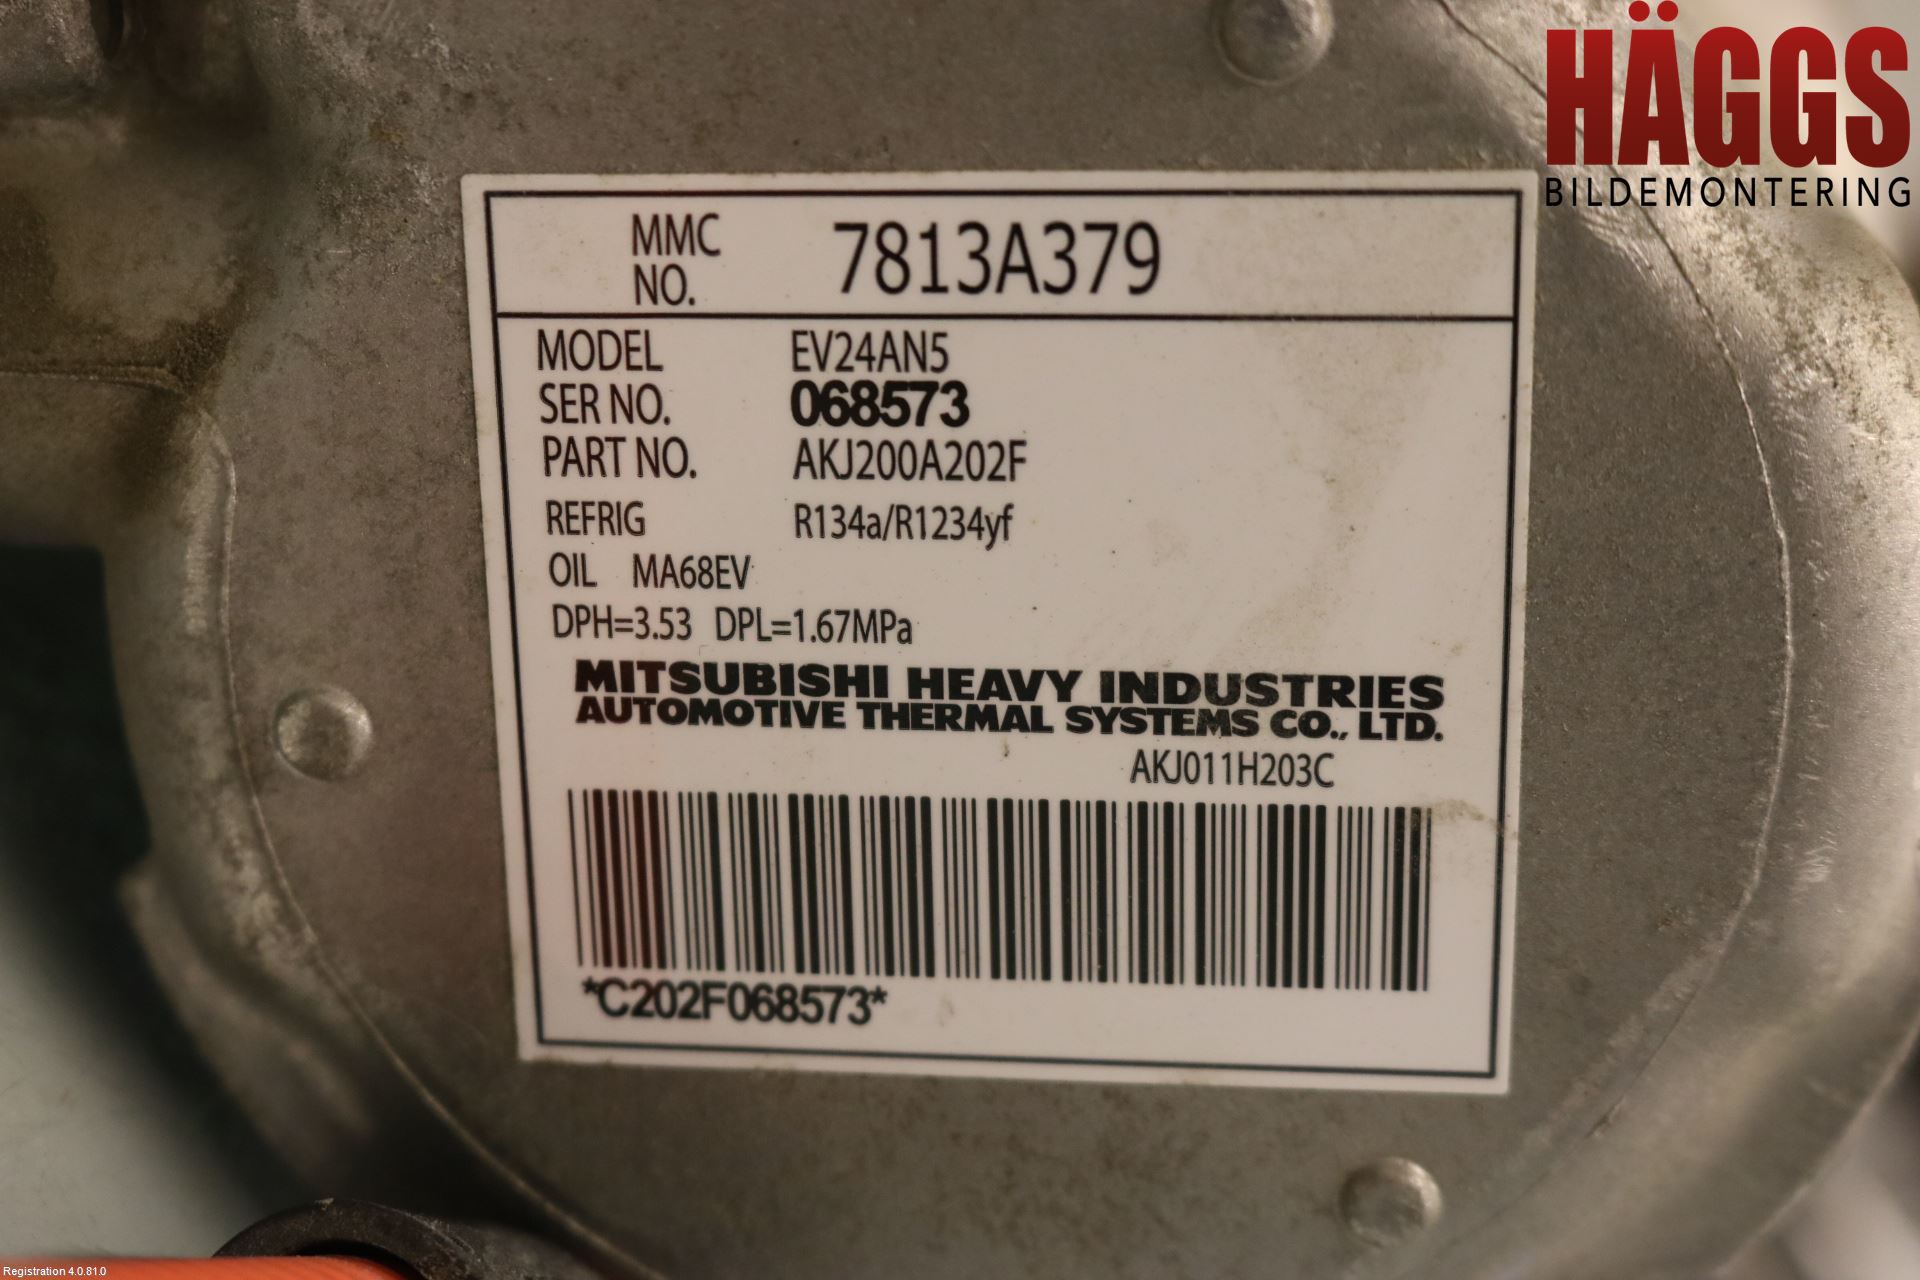 HÄGGS
BILDEMONTERING
MMC NO. 7813A379
MODEL EV24AN5
SER NO. 068573
PART NO. AKJ200A202F
REFRIG R134a/R1234yf
OIL MA68EV
DPH=3.53 DPL=1.67MPa
MITSUBISHI HEAVY INDUSTRIES
AUTOMOTIVE THERMAL SYSTEMS CO., LTD.
AKJ011H203C
*C202F068573*
Registration 4.0.81.0